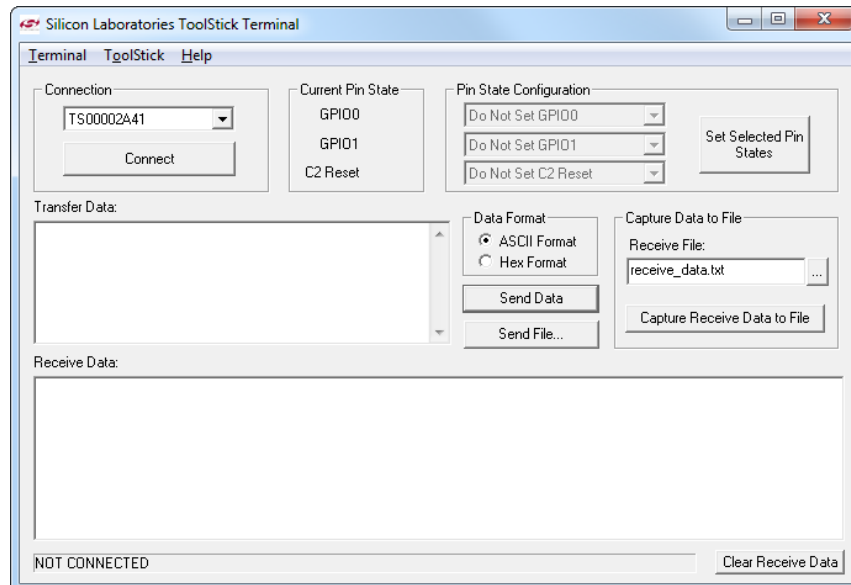 Silicon Laboratories ToolStick Terminal
Terminal ToolStick Help
Connection
TS00002A41
Connect
Current Pin State
GPIO0
GPIO1
C2 Reset
Pin State Configuration
Do Not Set GPIO0
Do Not Set GPIO1
Do Not Set C2 Reset
Set Selected Pin
States
Transfer Data:
Data Format
ASCII Format
Hex Format
Send Data
Send File...
Capture Data to File
Receive File:
receive_data.txt
...
Capture Receive Data to File
Receive Data:
NOT CONNECTED
Clear Receive Data